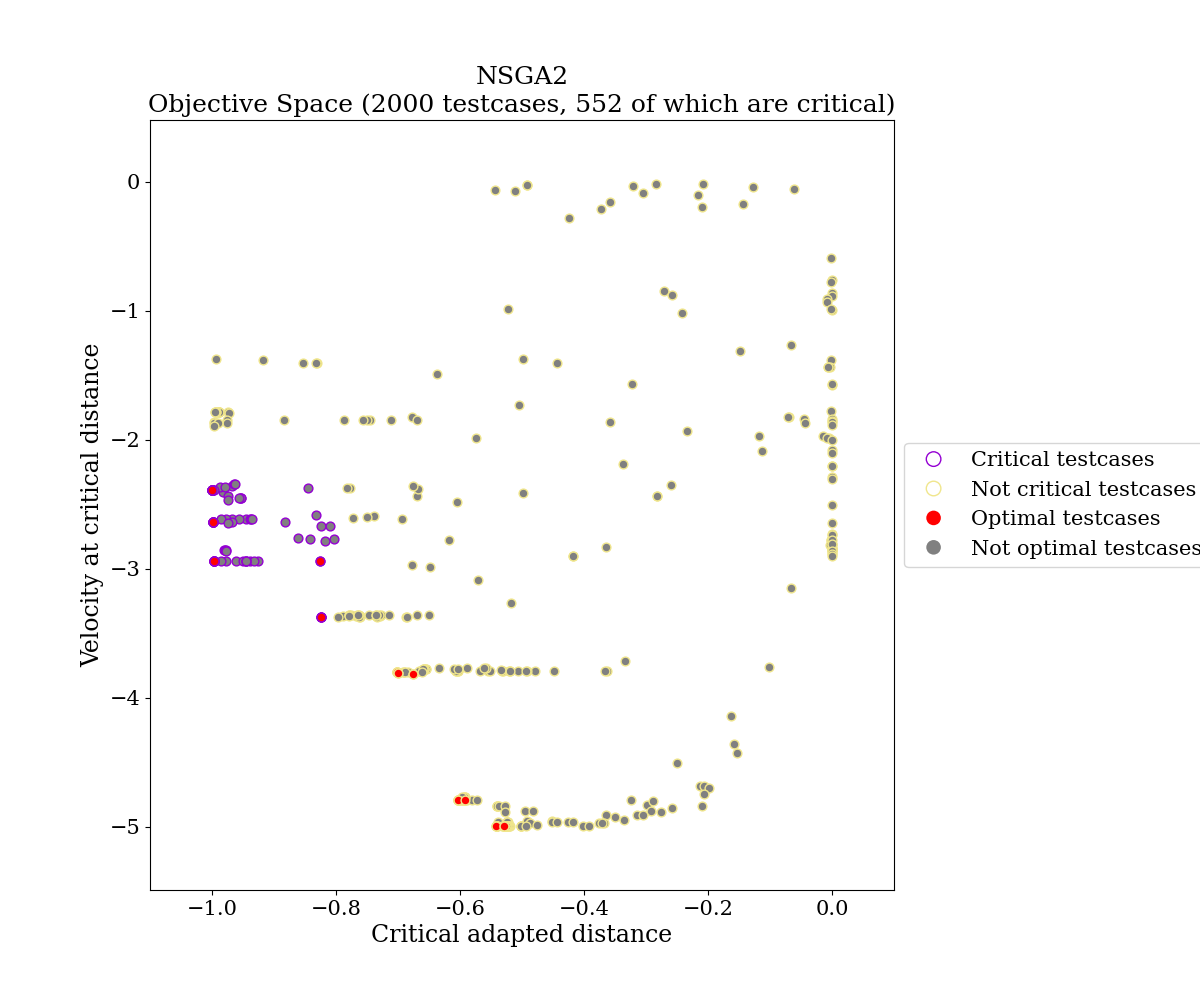 NSGA2
Objective Space (2000 testcases, 552 of which are critical)
0
−1
−2
−3
−4
−5
Velocity at critical distance
−1.0
−0.8
−0.6
−0.4
−0.2
0.0
Critical adapted distance
Critical testcases
Not critical testcases
Optimal testcases
Not optimal testcases